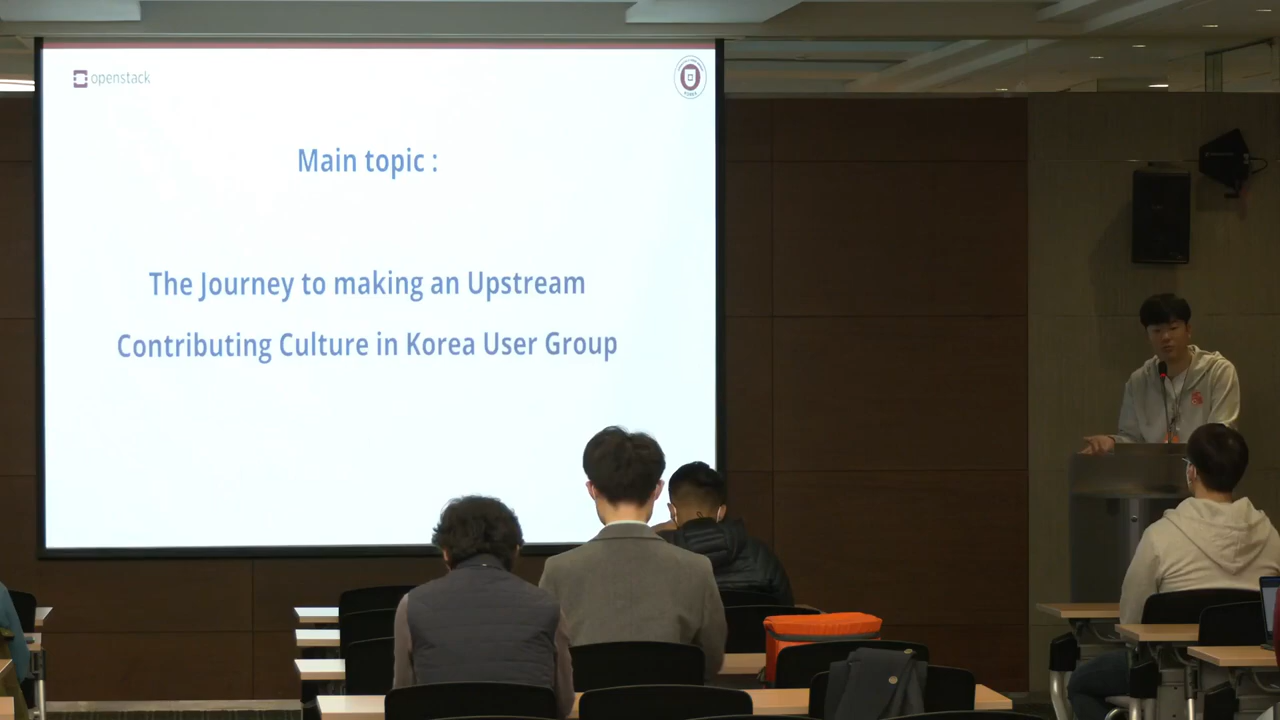 openstack
Main topic :
The Journey to making an Upstream
Contributing Culture in Korea User Group